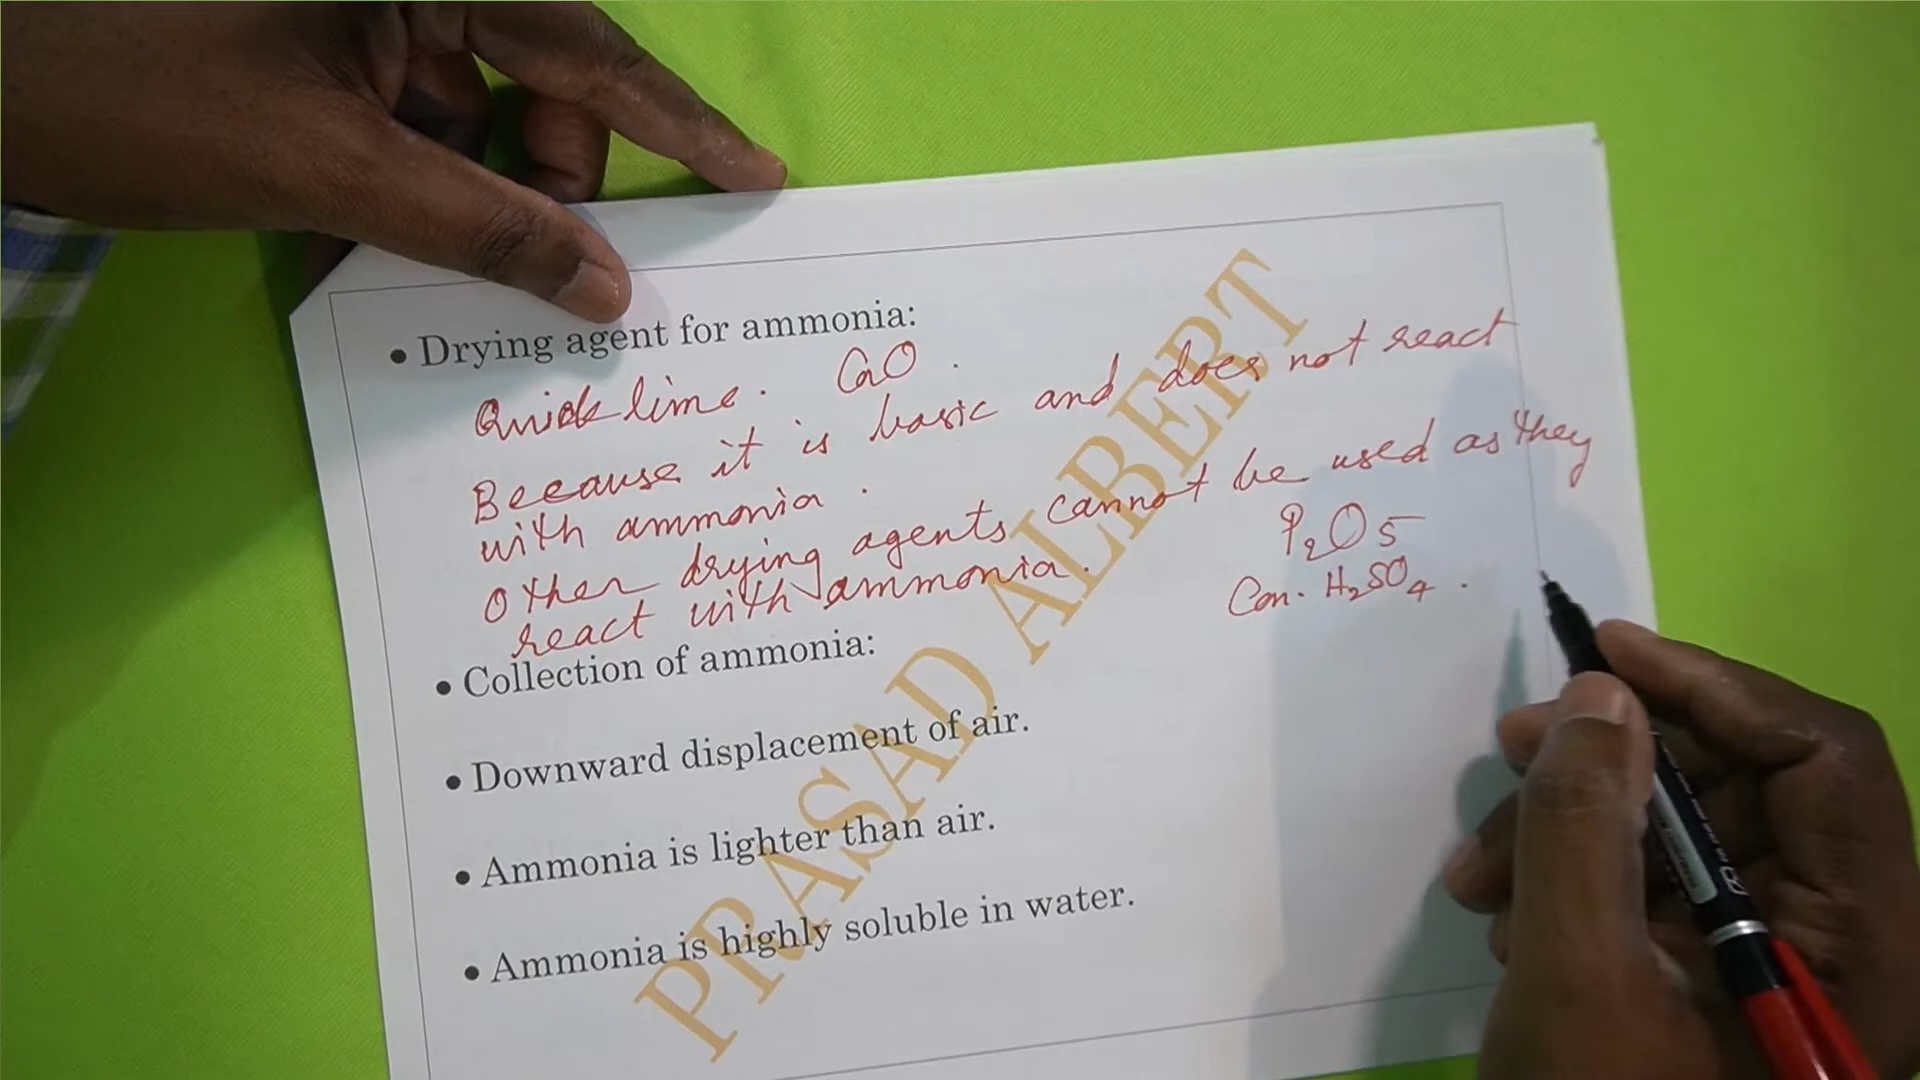 • Drying agent for ammonia:
Quick lime. CaO.
Because it is basic and does not react
with ammonia.
Other drying agents cannot be used as they
react with ammonia.
P₂O₅
Con. H₂SO₄.
• Collection of ammonia:
• Downward displacement of air.
• Ammonia is lighter than air.
• Ammonia is highly soluble in water.
PRASAD ALBERT